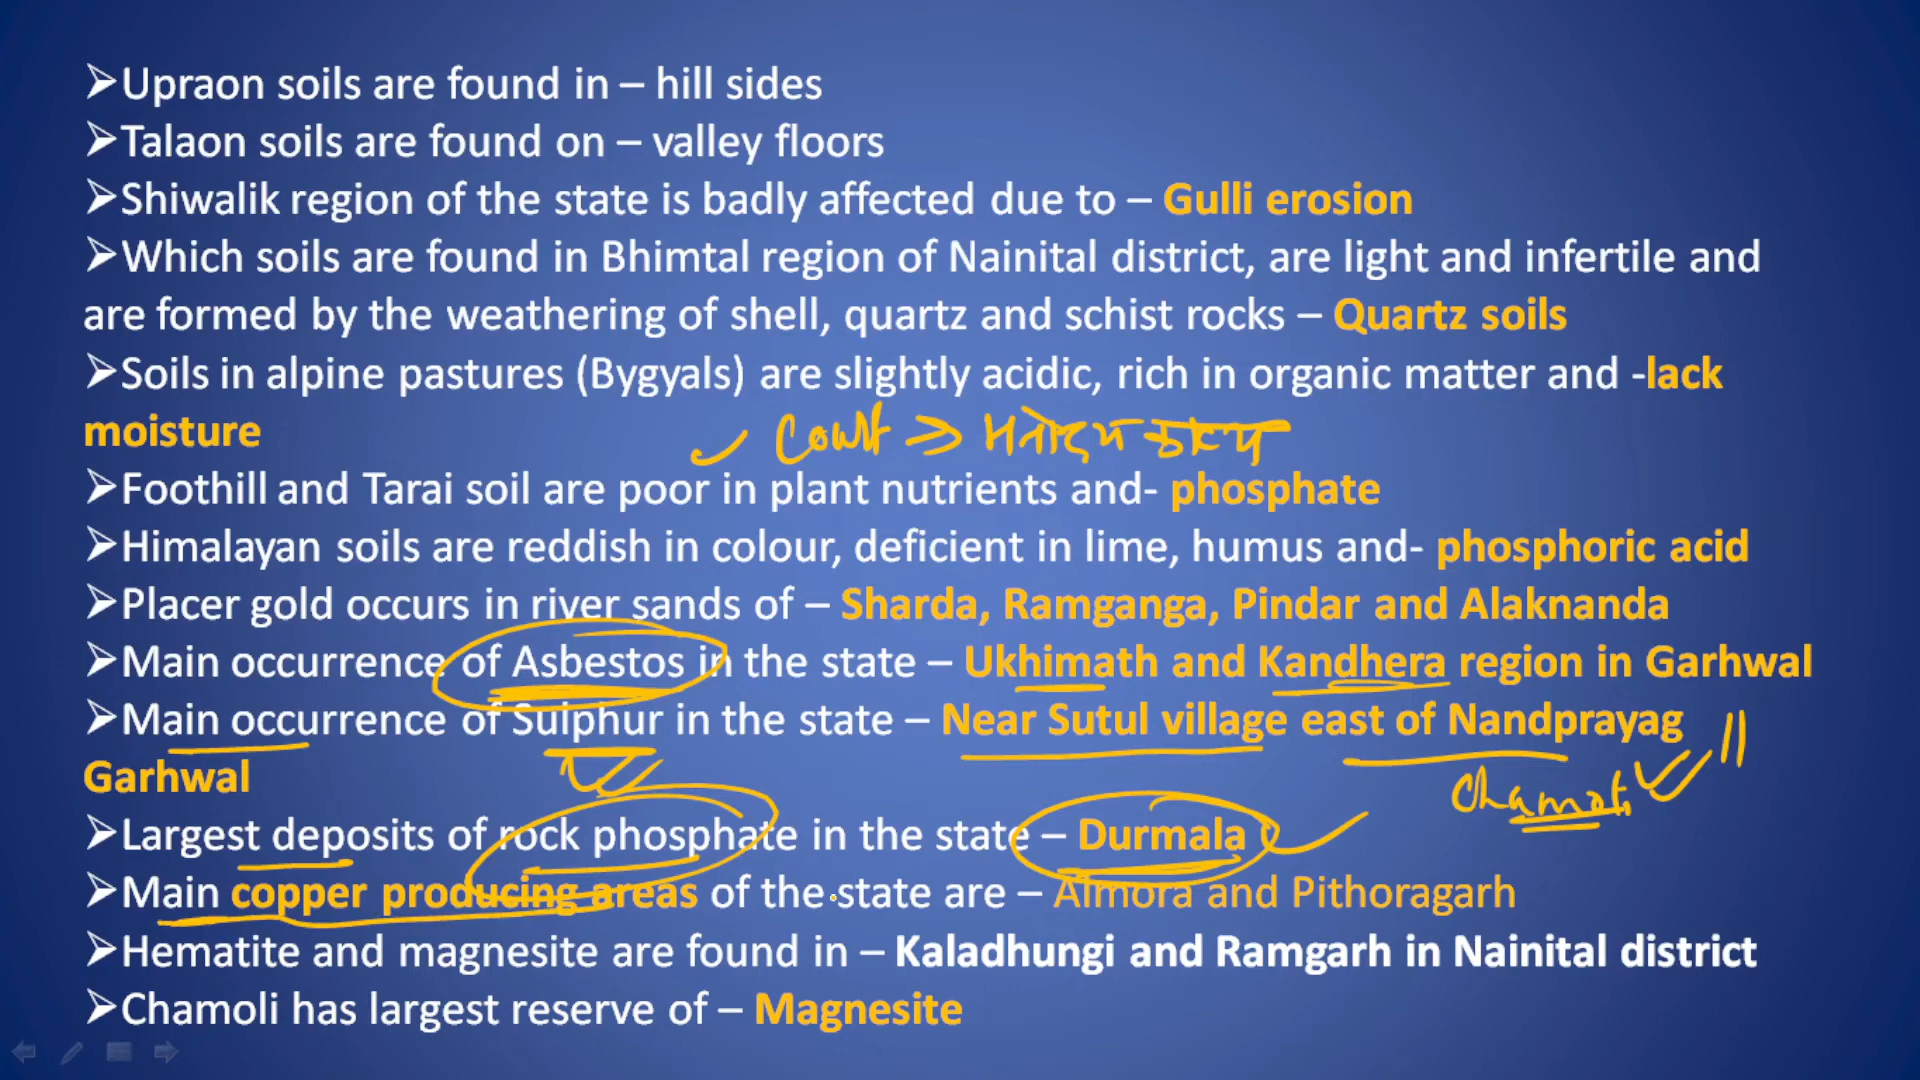 ➤Upraon soils are found in – hill sides
➤Talaon soils are found on – valley floors
➤Shiwalik region of the state is badly affected due to – Gulli erosion
➤Which soils are found in Bhimtal region of Nainital district, are light and infertile and
are formed by the weathering of shell, quartz and schist rocks – Quartz soils
➤Soils in alpine pastures (Bygyals) are slightly acidic, rich in organic matter and -lack
moisture
➤Foothill and Tarai soil are poor in plant nutrients and- phosphate
➤Himalayan soils are reddish in colour, deficient in lime, humus and- phosphoric acid
➤Placer gold occurs in river sands of – Sharda, Ramganga, Pindar and Alaknanda
➤Main occurrence of Asbestos in the state – Ukhimath and Kandhera region in Garhwal
➤Main occurrence of Sulphur in the state – Near Sutul village east of Nandprayag
Garhwal
➤Largest deposits of rock phosphate in the state – Durmala
➤Main copper producing areas of the state are – Almora and Pithoragarh
➤Hematite and magnesite are found in – Kaladhungi and Ramgarh in Nainital district
➤Chamoli has largest reserve of – Magnesite